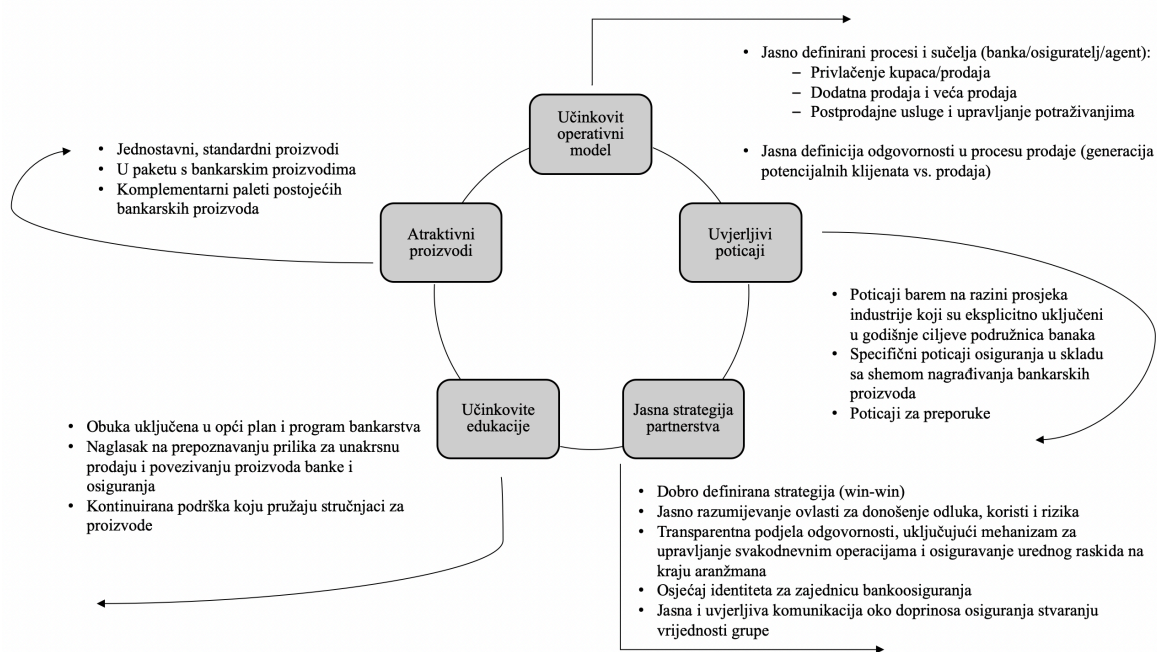 Učinkovit
operativni
model
• Jasno definirani procesi i sučelja (banka/osiguratelj/agent):
– Privlačenje kupaca/prodaja
– Dodatna prodaja i veća prodaja
– Postprodajne usluge i upravljanje potraživanjima
• Jasna definicija odgovornosti u procesu prodaje (generacija
potencijalnih klijenata vs. prodaja)
• Jednostavni, standardni proizvodi
• U paketu s bankarskim proizvodima
• Komplementarni paleti postojećih
bankarskih proizvoda
Atraktivni
proizvodi
Uvjerljivi
poticaji
• Poticaji barem na razini prosjeka
industrije koji su eksplicitno uključeni
u godišnje ciljeve podružnica banaka
• Specifični poticaji osiguranja u skladu
sa shemom nagrađivanja bankarskih
proizvoda
• Poticaji za preporuke
Učinkovite
edukacije
Jasna strategija
partnerstva
• Obuka uključena u opći plan i program bankarstva
• Naglasak na prepoznavanju prilika za unakrsnu
prodaju i povezivanju proizvoda banke i
osiguranja
• Kontinuirana podrška koju pružaju stručnjaci za
proizvode
• Dobro definirana strategija (win-win)
• Jasno razumijevanje ovlasti za donošenje odluka, koristi i rizika
• Transparentna podjela odgovornosti, uključujući mehanizam za
upravljanje svakodnevnim operacijama i osiguravanje urednog raskida na
kraju aranžmana
• Osjećaj identiteta za zajednicu bankoosiguranja
• Jasna i uvjerljiva komunikacija oko doprinosa osiguranja stvaranju
vrijednosti grupe